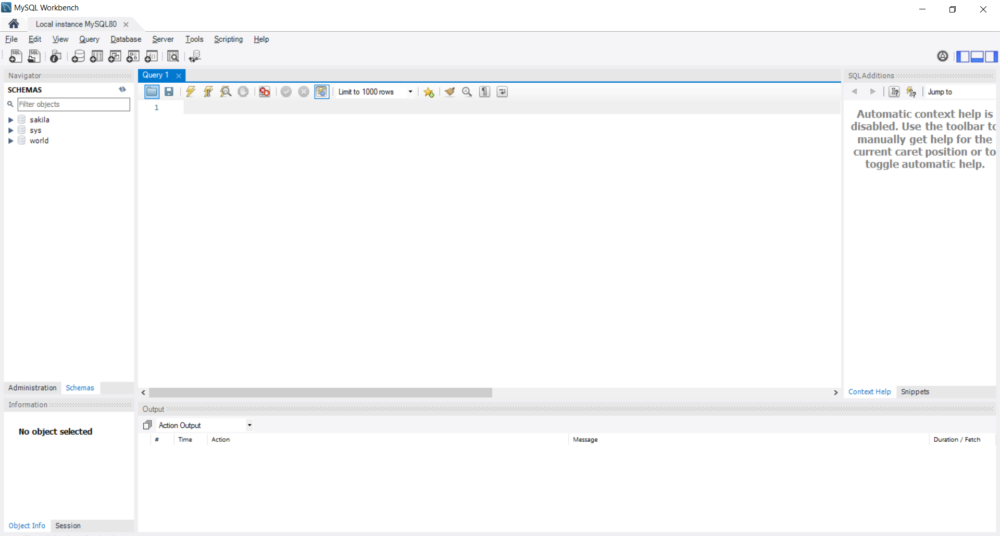 MySQL Workbench
Local instance MySQL80
File Edit View Query Database Server Tools Scripting Help
Navigator
SCHEMAS
Filter objects
sakila
sys
world
Administration Schemas
Information
No object selected
Object Info Session
Query 1
Limit to 1000 rows
1
Output
Action Output
# Time Action Message Duration / Fetch
SQLAdditions
Jump to
Automatic context help is
disabled. Use the toolbar to
manually get help for the
current caret position or to
toggle automatic help.
Context Help Snippets